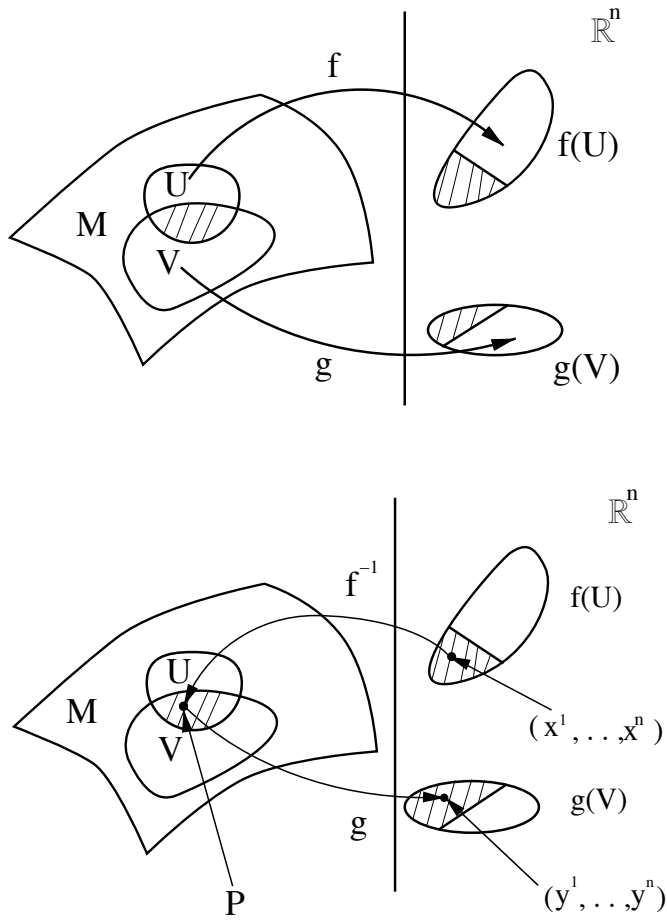 ℝⁿ
f
f(U)
U
M
V
g
g(V)
ℝⁿ
f⁻¹
f(U)
U
M
V
(x¹, . . ,xⁿ)
g(V)
g
P
(y¹, . . ,yⁿ)